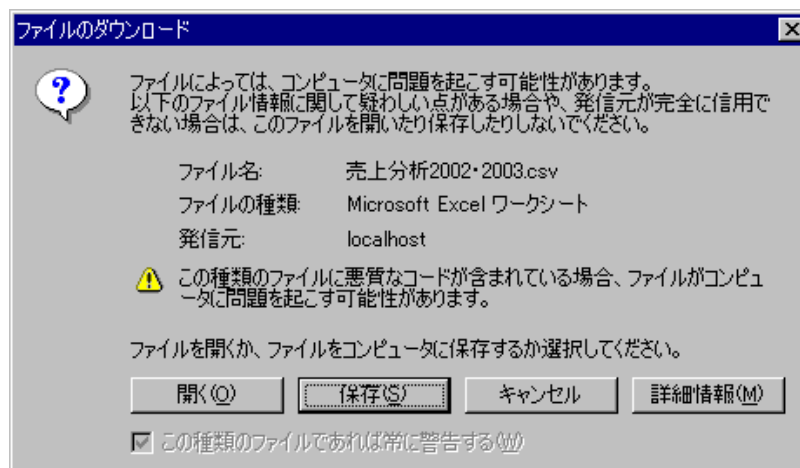 ファイルのダウンロード
ファイルによっては、コンピュータに問題を起こす可能性があります。
以下のファイル情報に関して疑わしい点がある場合や、発信元が完全に信用で
きない場合は、このファイルを開いたり保存したりしないでください。
ファイル名: 売上分析2002・2003.csv
ファイルの種類: Microsoft Excel ワークシート
発信元: localhost
この種類のファイルに悪質なコードが含まれている場合、ファイルがコンピュ
ータに問題を起こす可能性があります。
ファイルを開くか、ファイルをコンピュータに保存するか選択してください。
開く(O) 保存(S) キャンセル 詳細情報(M)
この種類のファイルであれば常に警告する(W)